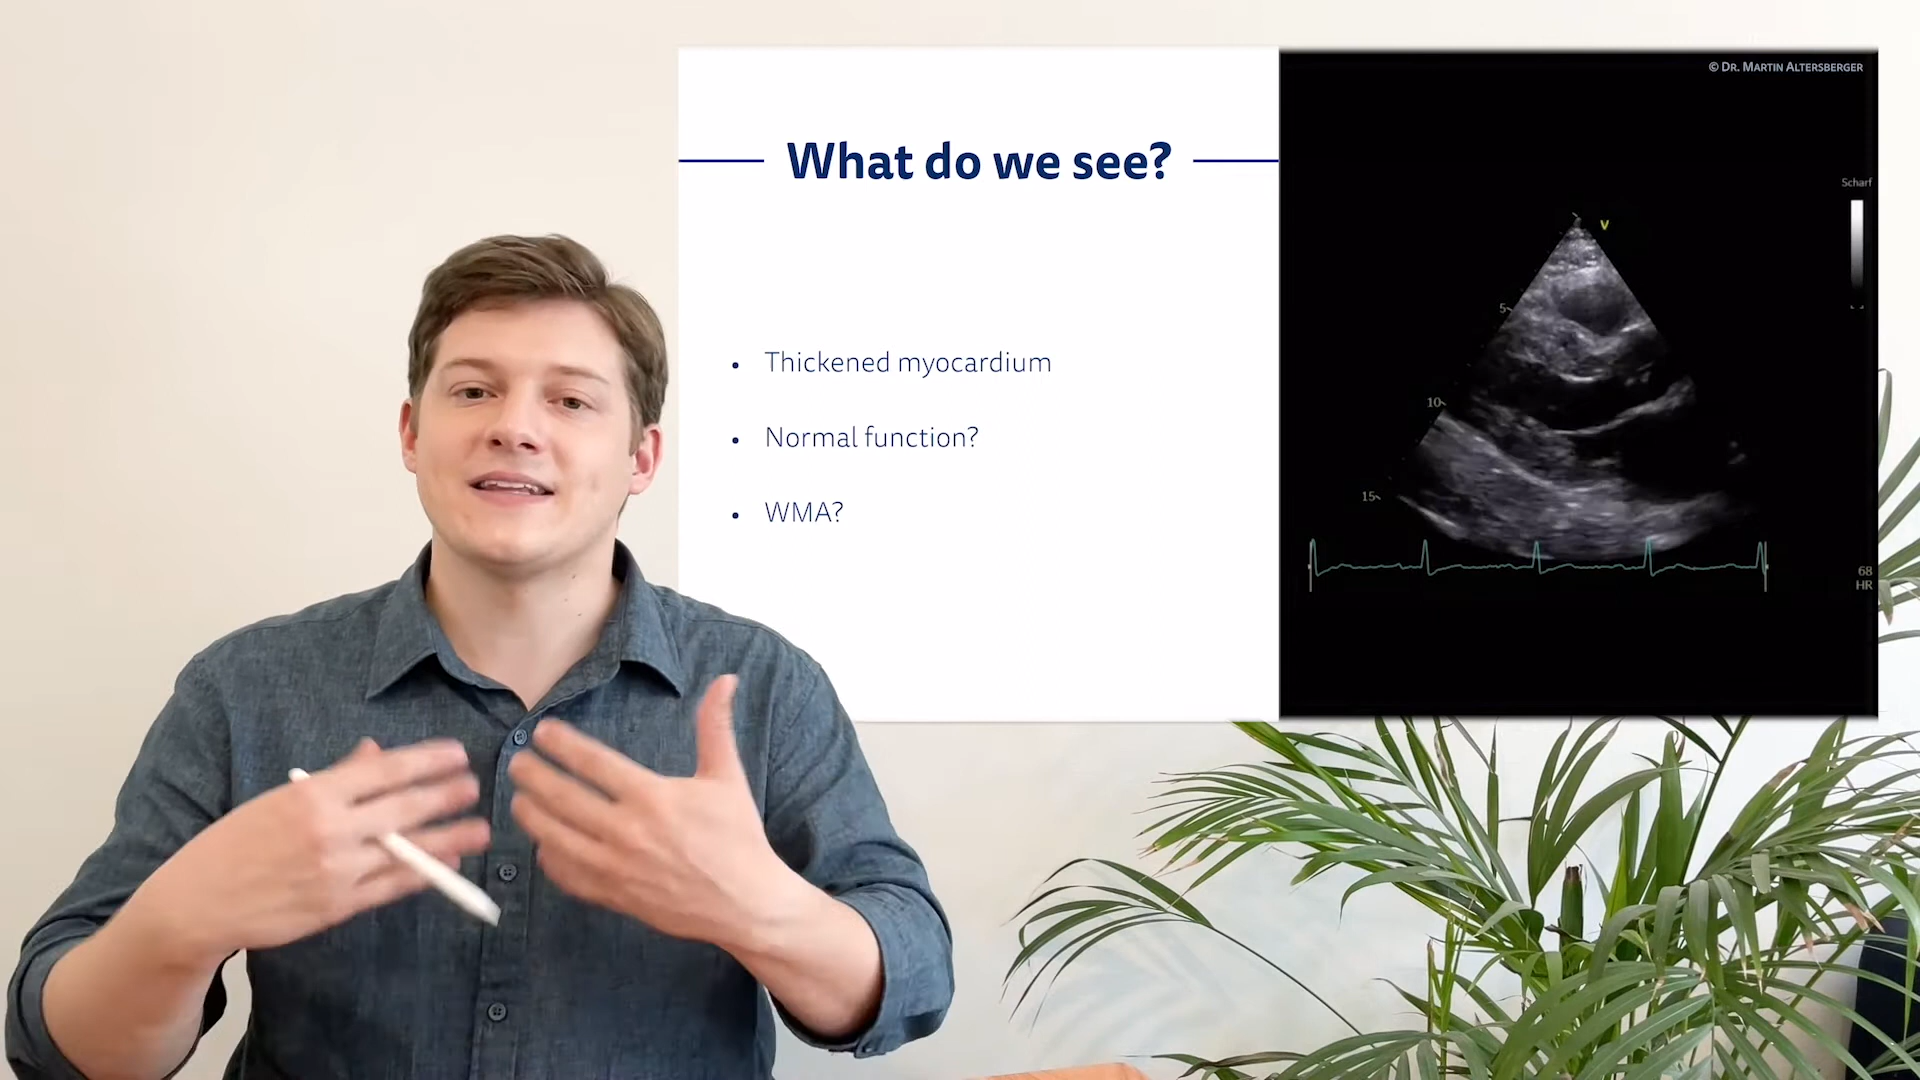 What do we see?
• Thickened myocardium
• Normal function?
• WMA?
© Dr. Martin Altersberger
Scharf
V
5
10
15
68
HR